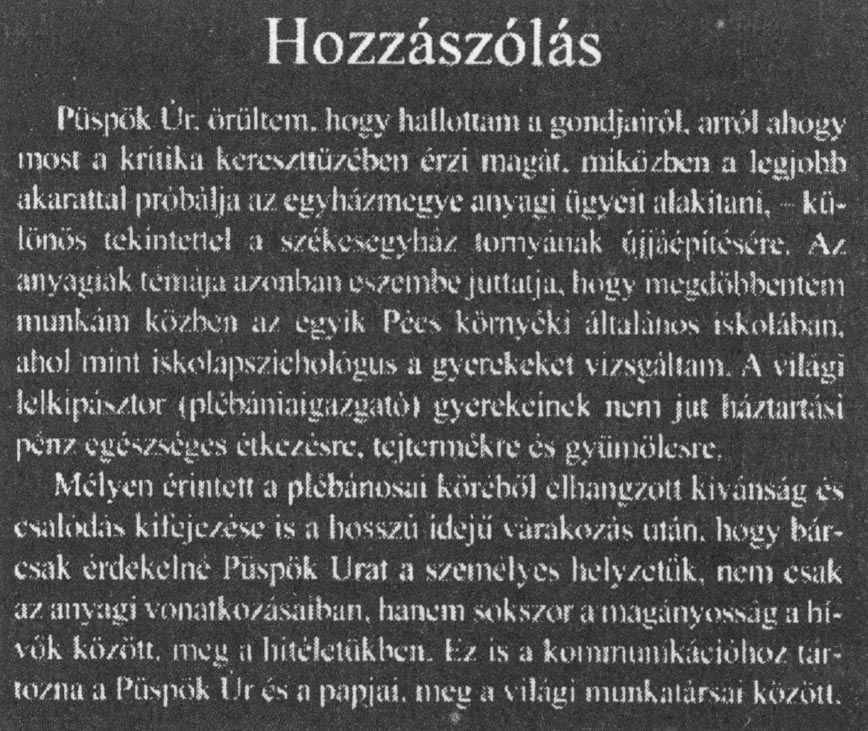 Hozzászólás
Püspök Úr, örültem, hogy hallottam a gondjairól, arról ahogy
most a kritika kereszttüzében érzi magát, miközben a legjobb
akarattal próbálja az egyházmegye anyagi ügyeit alakítani, – kü-
lönös tekintettel a székesegyház tornyának újjáépítésére. Az
anyagiak témája azonban eszembe juttatja, hogy megdöbbentem
munkám közben az egyik Pécs környéki általános iskolában,
ahol mint iskolapszichológus a gyerekeket vizsgáltam. A világi
lelkipásztor (plébániaigazgató) gyerekeinek nem jut háztartási
pénz egészséges étkezésre, tejtermékre és gyümölcsre.
Mélyen érintett a plébánosai köréből elhangzott kívánság és
csalódás kifejezése is a hosszú idejű várakozás után, hogy bár-
csak érdekelné Püspök Urat a személyes helyzetük, nem csak
az anyagi vonatkozásaiban, hanem sokszor a magányosság a hí-
vők között, meg a hitéletükben. Ez is a kommunikációhoz tar-
tozna a Püspök Úr és a papjai, meg a világi munkatársai között.